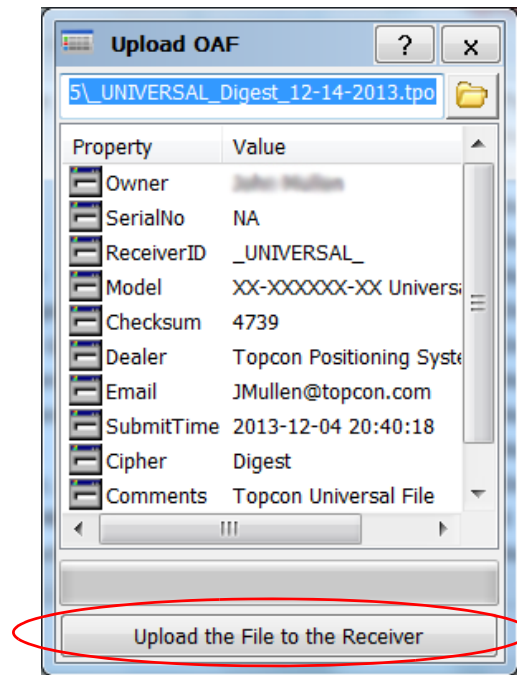 Upload OAF ? x
5\_UNIVERSAL_Digest_12-14-2013.tpo
Property Value
Owner
SerialNo NA
ReceiverID _UNIVERSAL_
Model XX-XXXXXX-XX Universa
Checksum 4739
Dealer Topcon Positioning Syste
Email JMullen@topcon.com
SubmitTime 2013-12-04 20:40:18
Cipher Digest
Comments Topcon Universal File
Upload the File to the Receiver